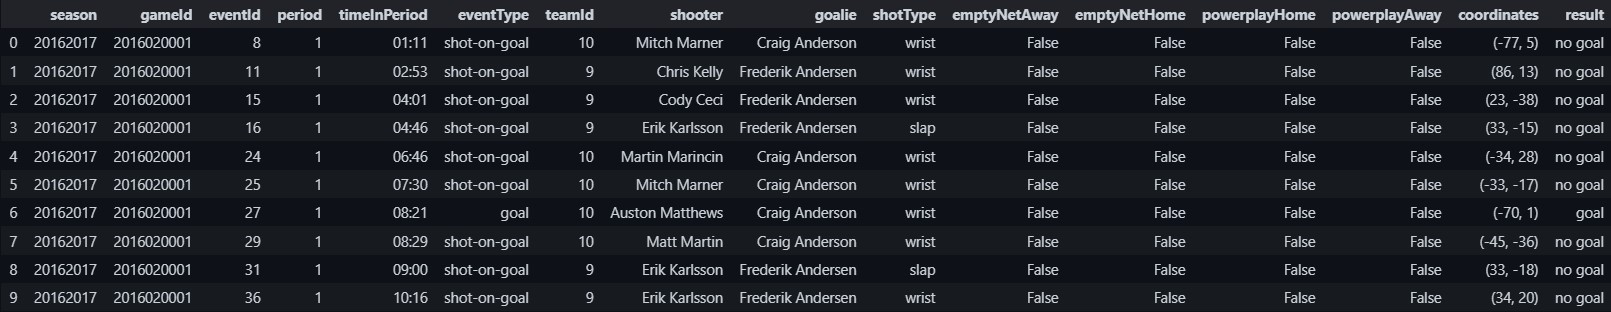 season gameId eventId period timeInPeriod eventType teamId shooter goalie shotType emptyNetAway emptyNetHome powerplayHome powerplayAway coordinates result
0 20162017 2016020001 8 1 01:11 shot-on-goal 10 Mitch Marner Craig Anderson wrist False False False False (-77, 5) no goal
1 20162017 2016020001 11 1 02:53 shot-on-goal 9 Chris Kelly Frederik Andersen wrist False False False False (86, 13) no goal
2 20162017 2016020001 15 1 04:01 shot-on-goal 9 Cody Ceci Frederik Andersen wrist False False False False (23, -38) no goal
3 20162017 2016020001 16 1 04:46 shot-on-goal 9 Erik Karlsson Frederik Andersen slap False False False False (33, -15) no goal
4 20162017 2016020001 24 1 06:46 shot-on-goal 10 Martin Marincin Craig Anderson wrist False False False False (-34, 28) no goal
5 20162017 2016020001 25 1 07:30 shot-on-goal 10 Mitch Marner Craig Anderson wrist False False False False (-33, -17) no goal
6 20162017 2016020001 27 1 08:21 goal 10 Auston Matthews Craig Anderson wrist False False False False (-70, 1) goal
7 20162017 2016020001 29 1 08:29 shot-on-goal 10 Matt Martin Craig Anderson wrist False False False False (-45, -36) no goal
8 20162017 2016020001 31 1 09:00 shot-on-goal 9 Erik Karlsson Frederik Andersen slap False False False False (33, -18) no goal
9 20162017 2016020001 36 1 10:16 shot-on-goal 9 Erik Karlsson Frederik Andersen wrist False False False False (34, 20) no goal